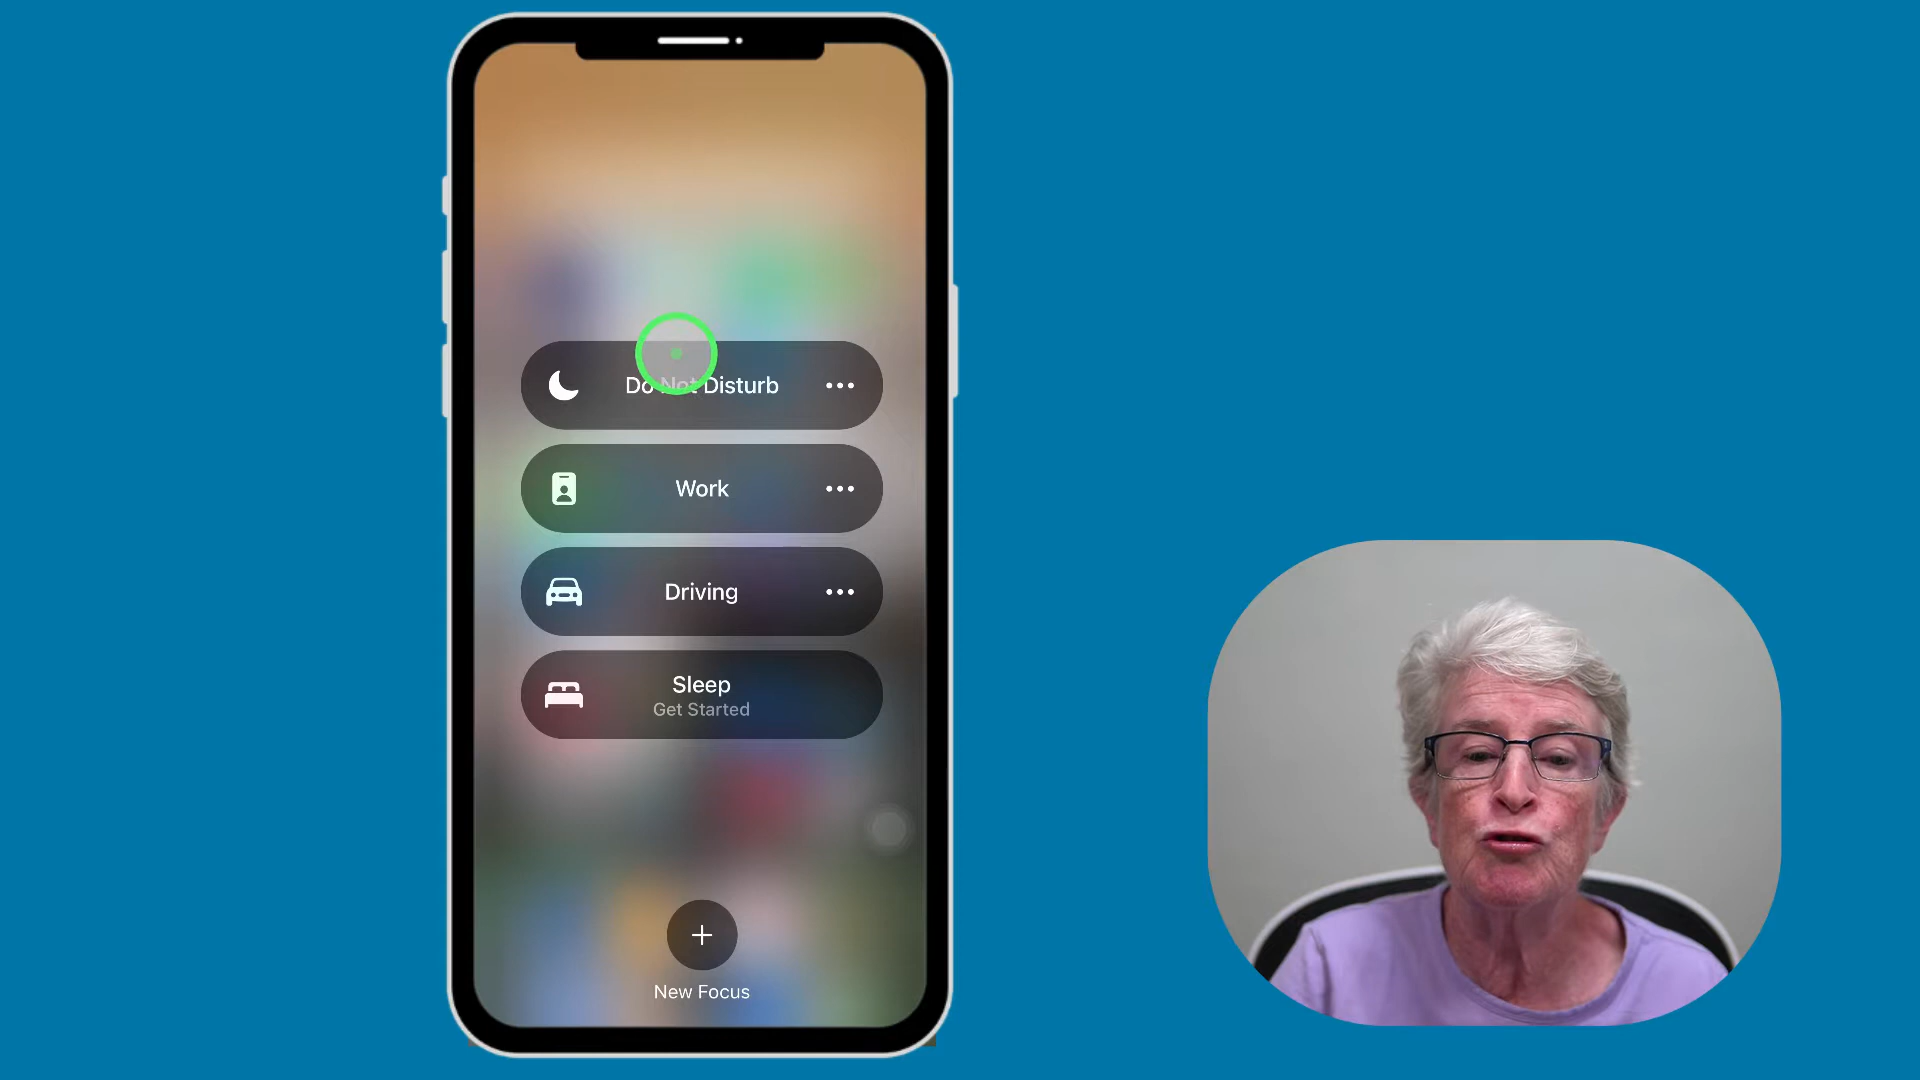 Do Not Disturb
Work
Driving
Sleep
Get Started
New Focus